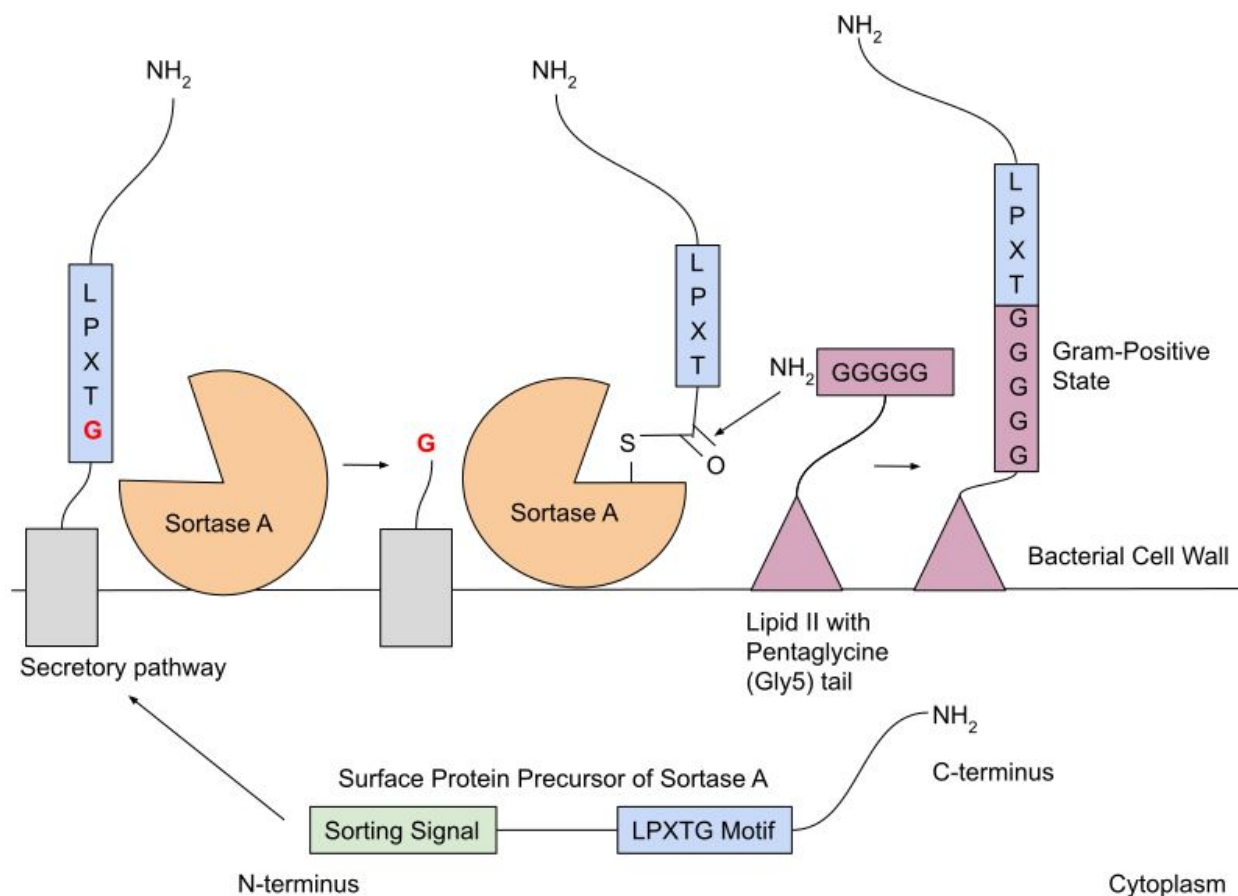 NH2
NH2
NH2
L
P
X
T
G
Sortase A
G
L
P
X
T
S
O
Sortase A
NH2
GGGGG
L
P
X
T
G
G
G
G
G
Gram-Positive
State
Bacterial Cell Wall
Secretory pathway
Lipid II with
Pentaglycine
(Gly5) tail
NH2
C-terminus
Surface Protein Precursor of Sortase A
Sorting Signal
LPXTG Motif
N-terminus
Cytoplasm